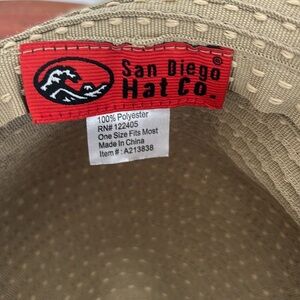 San Diego®
Hat Co.
100% Polyester
RN# 122405
One Size Fits Most
Made In China
Item # : A213838